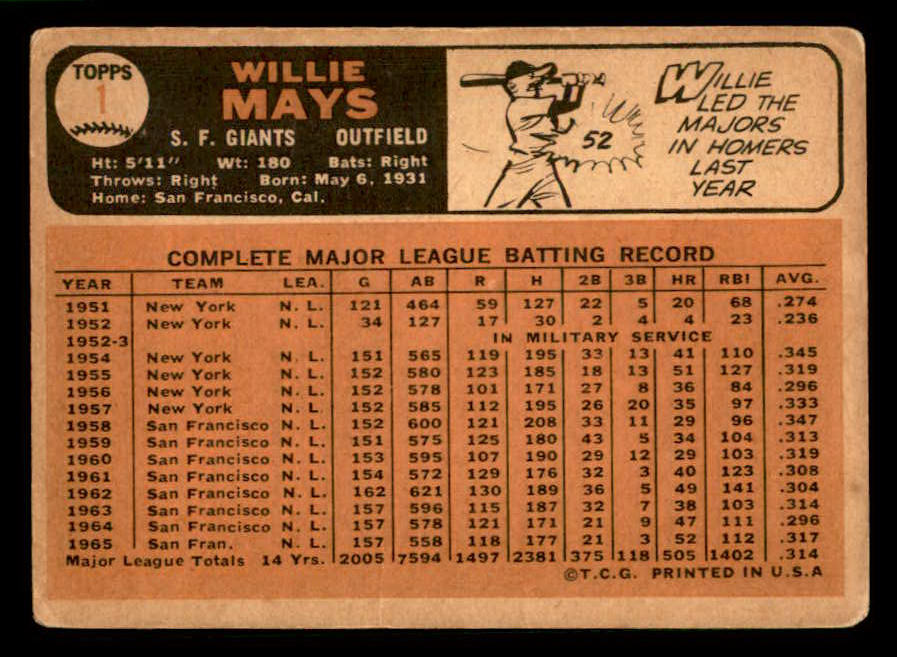 TOPPS
1
WILLIE
MAYS
S. F. GIANTS OUTFIELD
Ht: 5'11" Wt: 180 Bats: Right
Throws: Right Born: May 6, 1931
Home: San Francisco, Cal.
52
WILLIE
LED THE
MAJORS
IN HOMERS
LAST
YEAR
COMPLETE MAJOR LEAGUE BATTING RECORD
YEAR TEAM LEA. G AB R H 2B 3B HR RBI AVG.
1951 New York N. L. 121 464 59 127 22 5 20 68 .274
1952 New York N. L. 34 127 17 30 2 4 4 23 .236
1952-3 IN MILITARY SERVICE
1954 New York N. L. 151 565 119 195 33 13 41 110 .345
1955 New York N. L. 152 580 123 185 18 13 51 127 .319
1956 New York N. L. 152 578 101 171 27 8 36 84 .296
1957 New York N. L. 152 585 112 195 26 20 35 97 .333
1958 San Francisco N. L. 152 600 121 208 33 11 29 96 .347
1959 San Francisco N. L. 151 575 125 180 43 5 34 104 .313
1960 San Francisco N. L. 153 595 107 190 29 12 29 103 .319
1961 San Francisco N. L. 154 572 129 176 32 3 40 123 .308
1962 San Francisco N. L. 162 621 130 189 36 5 49 141 .304
1963 San Francisco N. L. 157 596 115 187 32 7 38 103 .314
1964 San Francisco N. L. 157 578 121 171 21 9 47 111 .296
1965 San Fran. N. L. 157 558 118 177 21 3 52 112 .317
Major League Totals 14 Yrs. 2005 7594 1497 2381 375 118 505 1402 .314
©T.C.G. PRINTED IN U.S.A